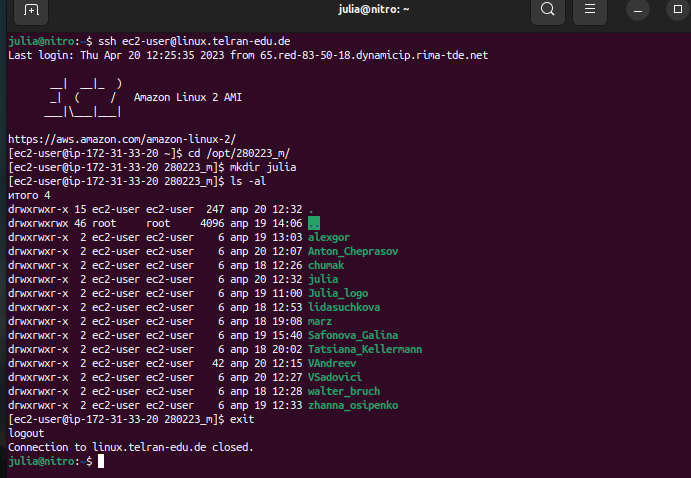 julia@nitro: ~
julia@nitro:~$ ssh ec2-user@linux.telran-edu.de
Last login: Thu Apr 20 12:25:35 2023 from 65.red-83-50-18.dynamicip.rima-tde.net
       __|  __|_  )
       _|  (     /   Amazon Linux 2 AMI
      ___|\___|___|
https://aws.amazon.com/amazon-linux-2/
[ec2-user@ip-172-31-33-20 ~]$ cd /opt/280223_m/
[ec2-user@ip-172-31-33-20 280223_m]$ mkdir julia
[ec2-user@ip-172-31-33-20 280223_m]$ ls -al
итого 4
drwxrwxr-x 15 ec2-user ec2-user  247 апр 20 12:32 .
drwxrwxrwx 46 root     root     4096 апр 19 14:06 ..
drwxrwxr-x  2 ec2-user ec2-user    6 апр 19 13:03 alexgor
drwxrwxr-x  2 ec2-user ec2-user    6 апр 20 12:07 Anton_Cheprasov
drwxrwxr-x  2 ec2-user ec2-user    6 апр 18 12:26 chumak
drwxrwxr-x  2 ec2-user ec2-user    6 апр 20 12:32 julia
drwxrwxr-x  2 ec2-user ec2-user    6 апр 19 11:00 Julia_logo
drwxrwxr-x  2 ec2-user ec2-user    6 апр 18 12:53 lidasuchkova
drwxrwxr-x  2 ec2-user ec2-user    6 апр 18 19:08 marz
drwxrwxr-x  2 ec2-user ec2-user    6 апр 19 15:40 Safonova_Galina
drwxrwxr-x  2 ec2-user ec2-user    6 апр 18 20:02 Tatsiana_Kellermann
drwxrwxr-x  2 ec2-user ec2-user   42 апр 20 12:15 VAndreev
drwxrwxr-x  2 ec2-user ec2-user    6 апр 20 12:27 VSadovici
drwxrwxr-x  2 ec2-user ec2-user    6 апр 18 12:28 walter_bruch
drwxrwxr-x  2 ec2-user ec2-user    6 апр 19 12:33 zhanna_osipenko
[ec2-user@ip-172-31-33-20 280223_m]$ exit
logout
Connection to linux.telran-edu.de closed.
julia@nitro:~$